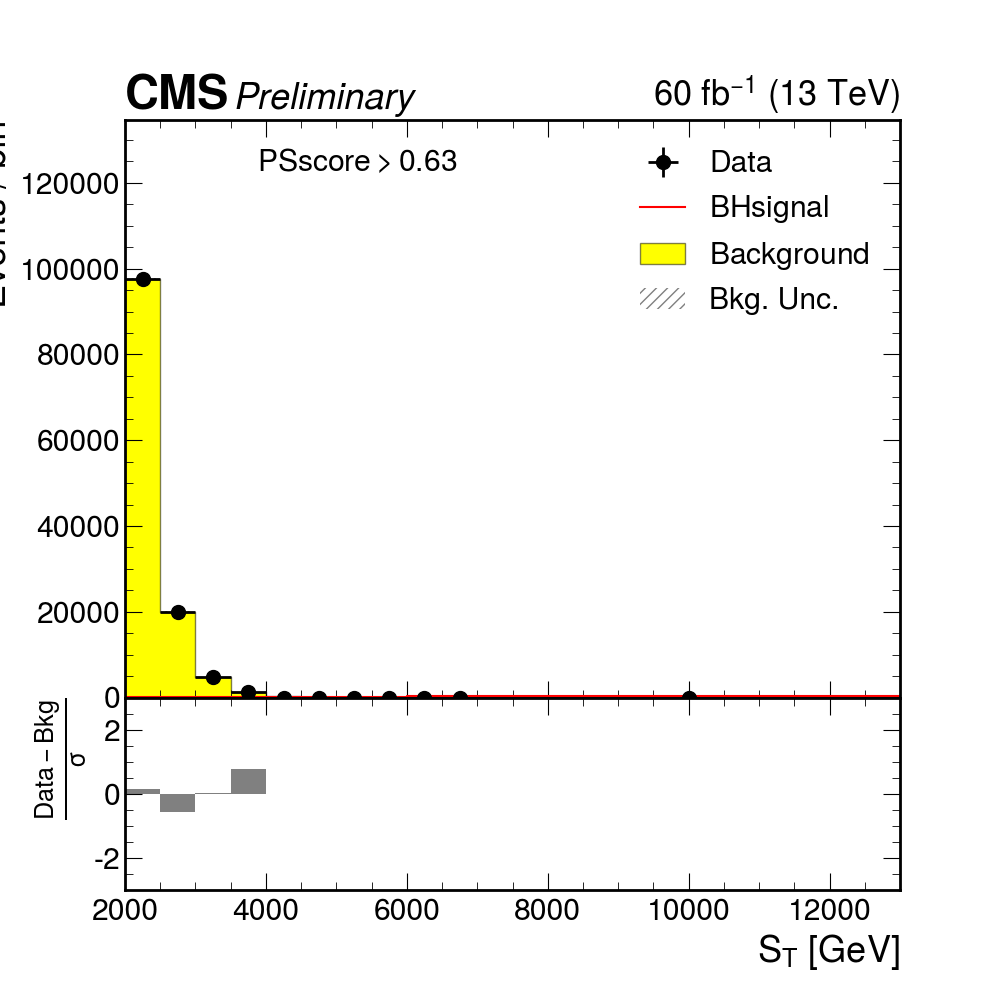 CMS Preliminary
60 fb⁻¹ (13 TeV)
PSscore > 0.63
Data
BHsignal
Background
Bkg. Unc.
120000
100000
80000
60000
40000
20000
0
Data – Bkg
σ
2
0
-2
2000 4000 6000 8000 10000 12000
S_T [GeV]